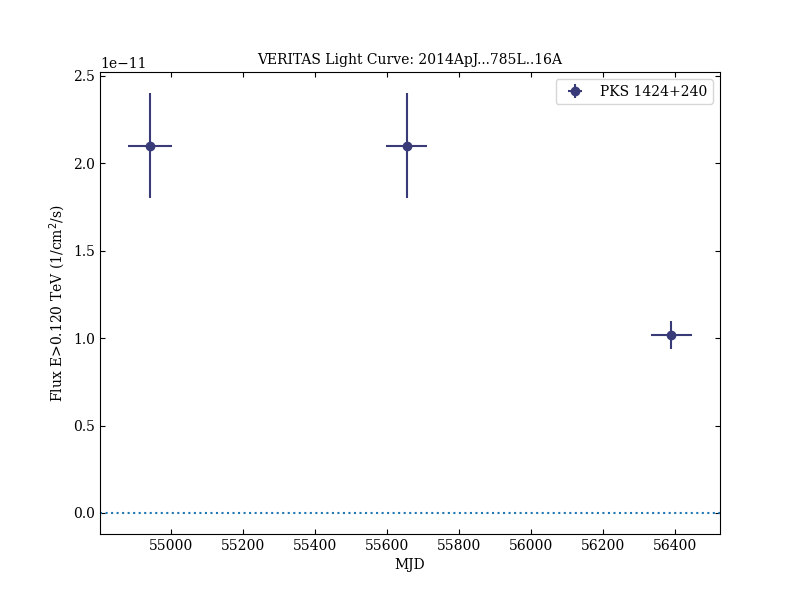 VERITAS Light Curve: 2014ApJ...785L..16A
1e−11
PKS 1424+240
2.5
2.0
1.5
1.0
0.5
0.0
Flux E>0.120 TeV (1/cm²/s)
55000 55200 55400 55600 55800 56000 56200 56400
MJD